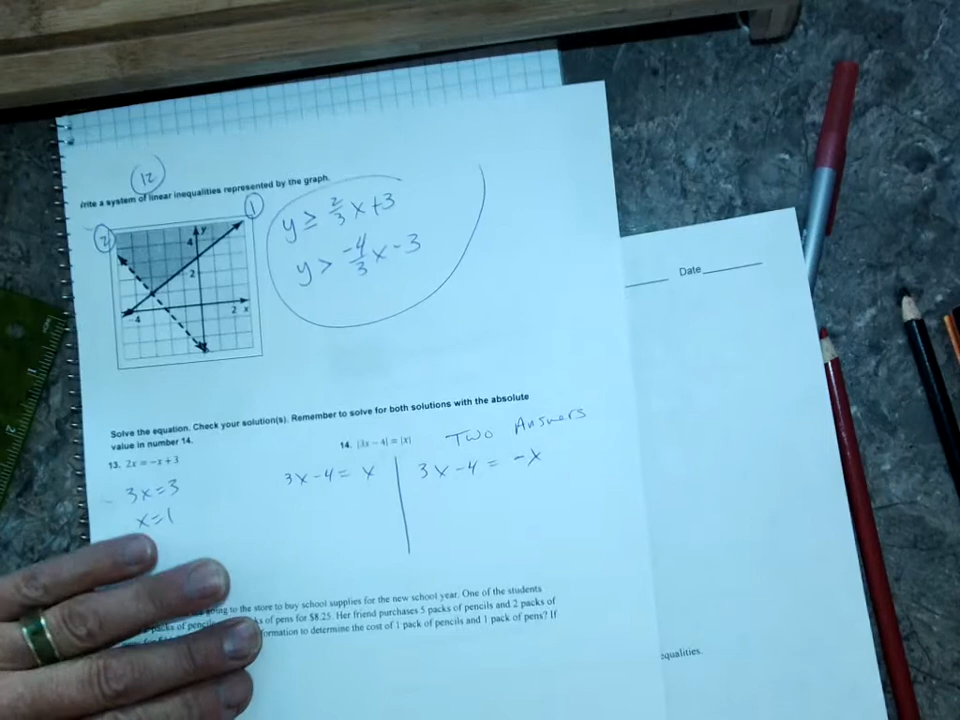 12
Write a system of linear inequalities represented by the graph.
1
2
y
4
2
-4
2 x
y ≥ 2/3 x + 3
y > -4/3 x - 3
Date
Solve the equation. Check your solution(s). Remember to solve for both solutions with the absolute
value in number 14.
13. 2x = -x + 3
14. |3x - 4| = |x|
Two Answers
3x = 3
x = 1
3x - 4 = x
3x - 4 = -x
going to the store to buy school supplies for the new school year. One of the students
packs of pencils of pens for $8.25. Her friend purchases 5 packs of pencils and 2 packs of
to determine the cost of 1 pack of pencils and 1 pack of pens? If
equalities.
2
1